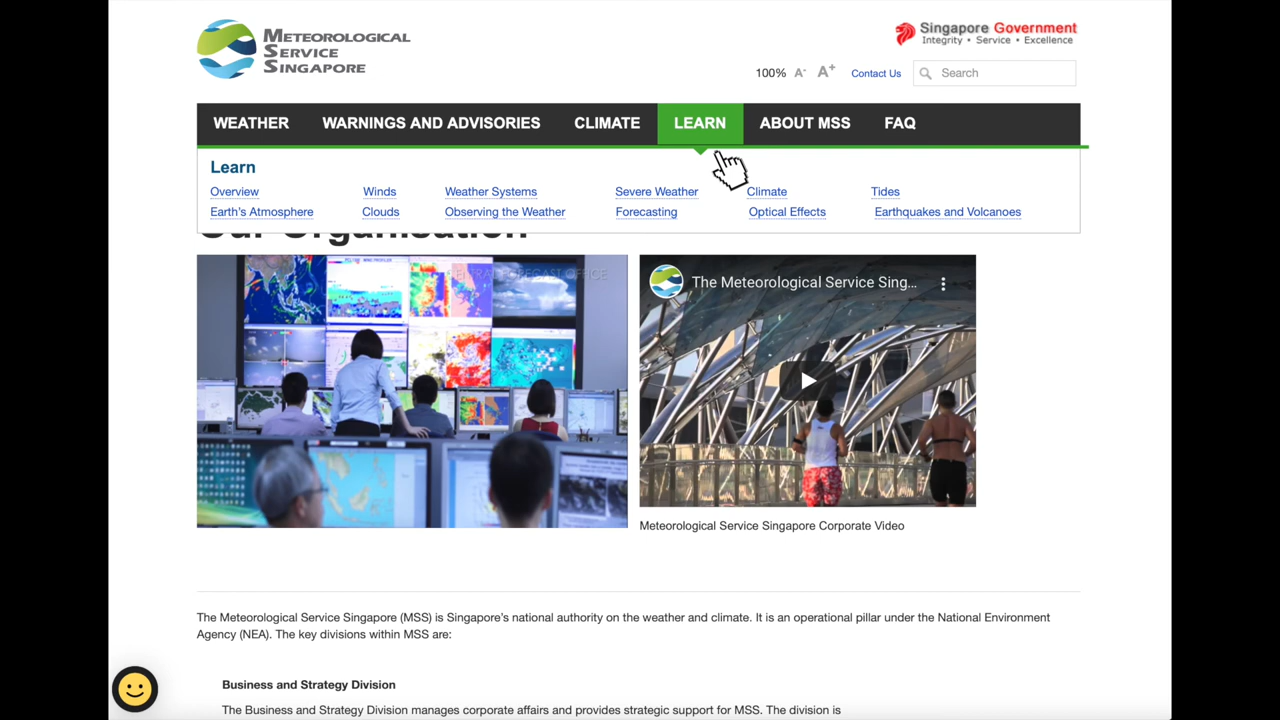 METEOROLOGICAL
SERVICE
SINGAPORE
Singapore Government
Integrity • Service • Excellence
100% A- A+ Contact Us Search
WEATHER WARNINGS AND ADVISORIES CLIMATE LEARN ABOUT MSS FAQ
Learn
Overview Winds Weather Systems Severe Weather Climate Tides
Earth's Atmosphere Clouds Observing the Weather Forecasting Optical Effects Earthquakes and Volcanoes
Our Organisation
The Meteorological Service Sing...
Meteorological Service Singapore Corporate Video
The Meteorological Service Singapore (MSS) is Singapore's national authority on the weather and climate. It is an operational pillar under the National Environment
Agency (NEA). The key divisions within MSS are:
Business and Strategy Division
The Business and Strategy Division manages corporate affairs and provides strategic support for MSS. The division is